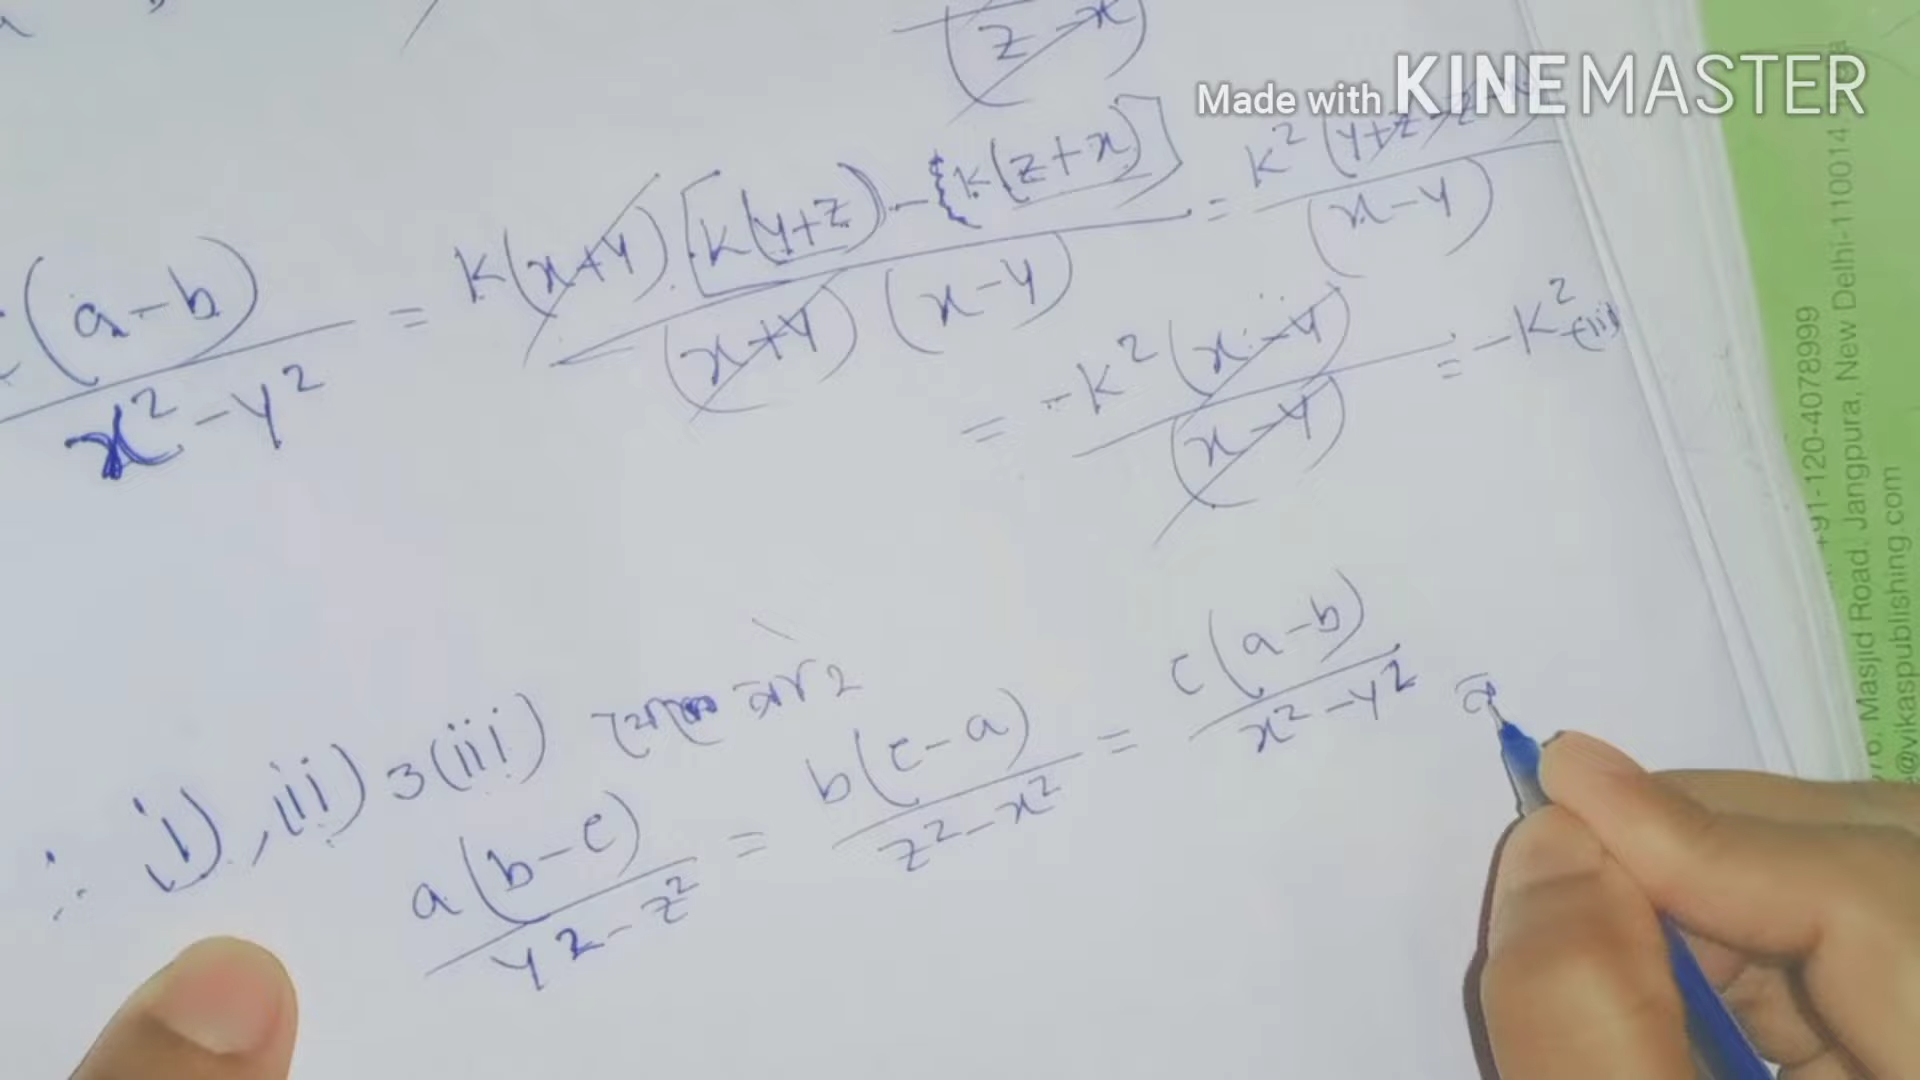 (z-x)
Made with KINEMASTER
(a-b) / x²-y² = k(x+y) [k(y+z) - {k(z+x)] / (x+y) (x-y) = k²(y+z-z-x) / (x-y)
= -k²(x-y) / (x-y) = -k² -(iii)
∴ i), ii) ও (iii) থেকে পাই
a(b-c) / y²-z² = b(c-a) / z²-x² = c(a-b) / x²-y²
+91-120-4078999
Masjid Road, Jangpura, New Delhi-110014
@vikaspublishing.com